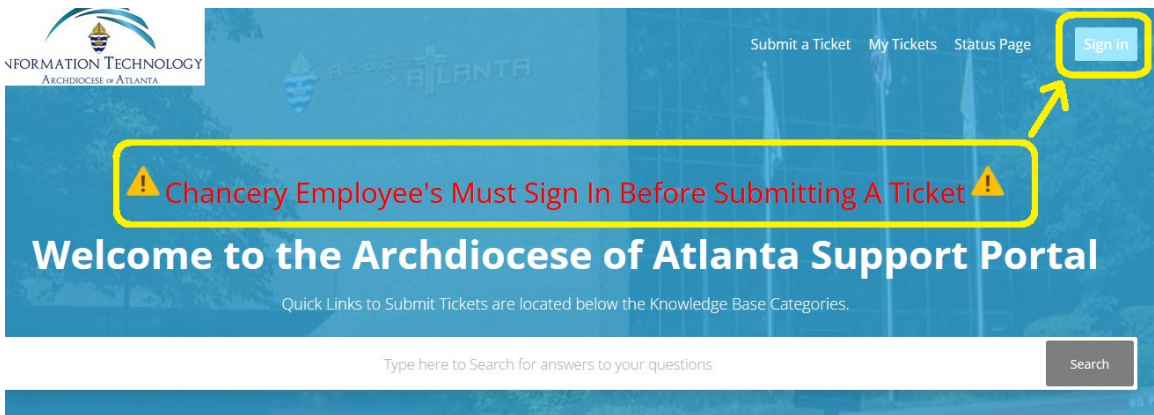 NFORMATION TECHNOLOGY
ARCHDIOCESE OF ATLANTA
Submit a Ticket My Tickets Status Page Sign in
ATLANTA
Chancery Employee's Must Sign In Before Submitting A Ticket
Welcome to the Archdiocese of Atlanta Support Portal
Quick Links to Submit Tickets are located below the Knowledge Base Categories.
Type here to Search for answers to your questions
Search